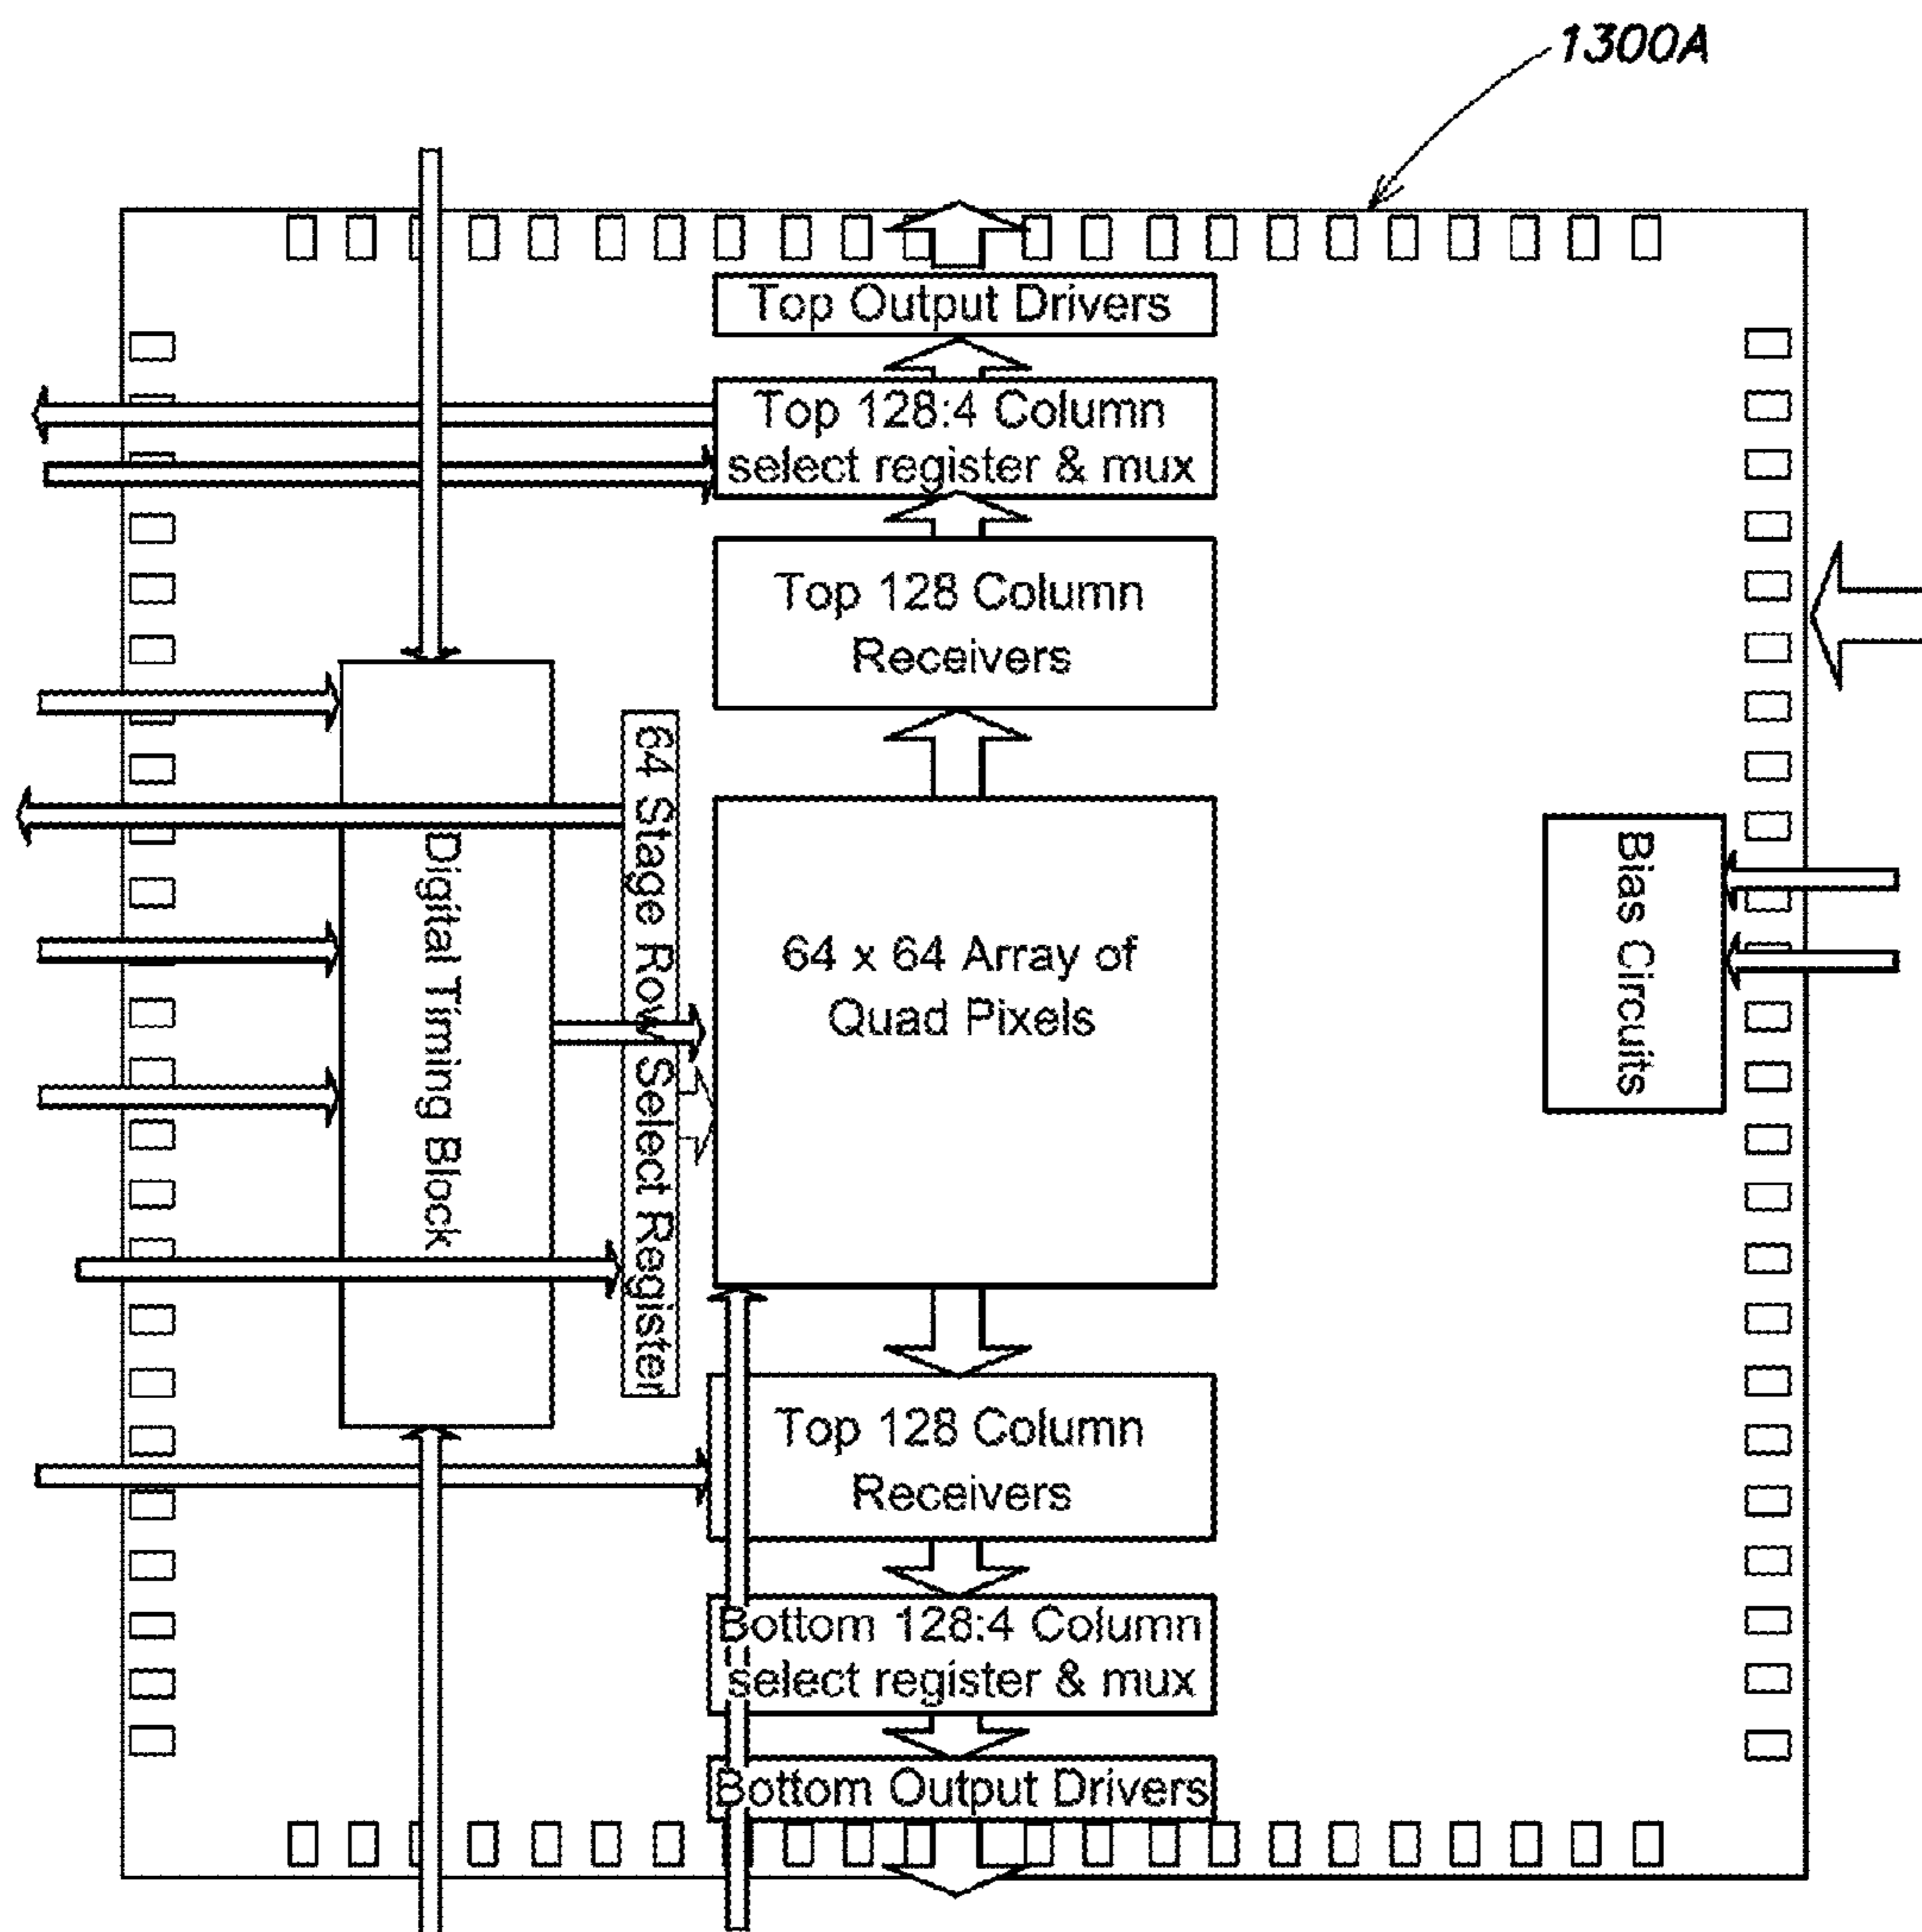 1300A
Top Output Drivers
Top 128:4 Column
select register & mux
Top 128 Column
Receivers
64 Stage Row Select Register
Digital Timing Block
64 x 64 Array of
Quad Pixels
Bias Circuits
Top 128 Column
Receivers
Bottom 128:4 Column
select register & mux
Bottom Output Drivers